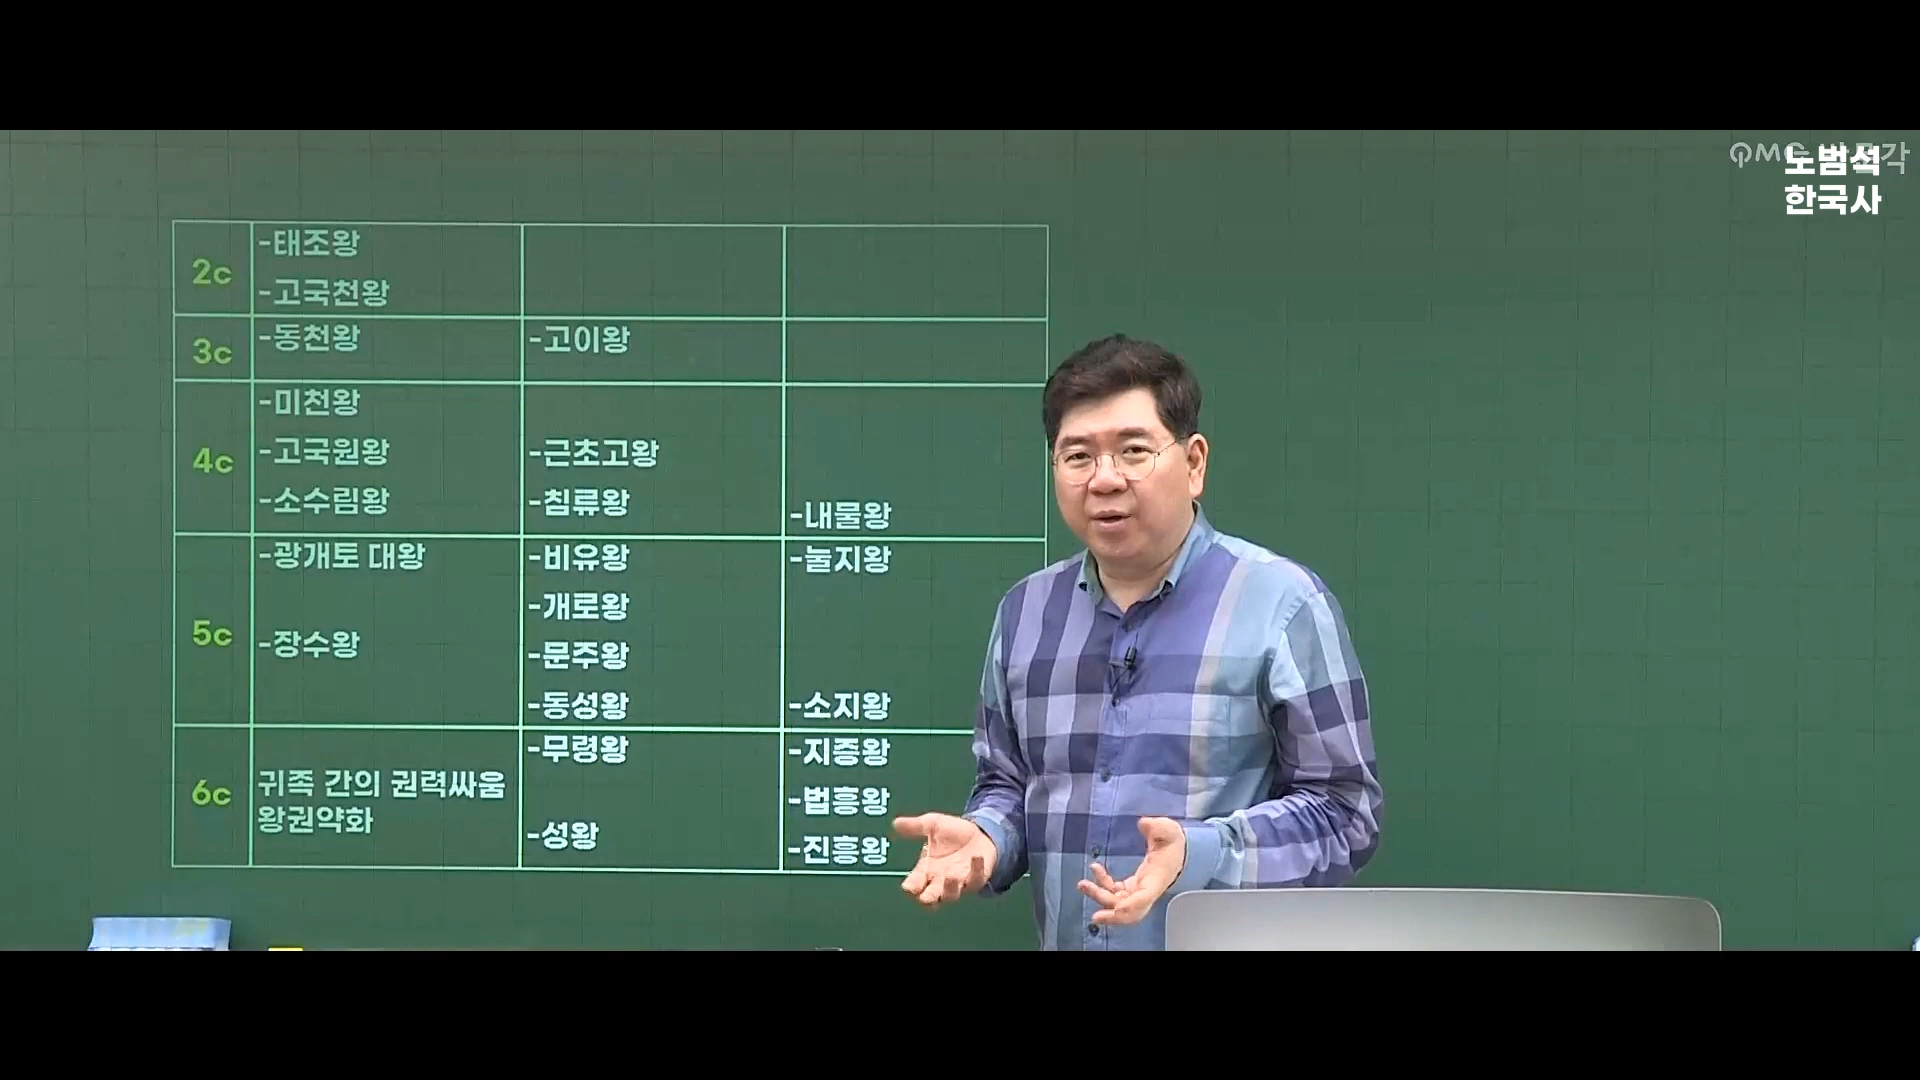 노범석
한국사
2c
-태조왕
-고국천왕
3c
-동천왕
-고이왕
4c
-미천왕
-고국원왕
-소수림왕
-근초고왕
-침류왕
-내물왕
5c
-광개토 대왕
-장수왕
-비유왕
-개로왕
-문주왕
-동성왕
-눌지왕
-소지왕
6c
귀족 간의 권력싸움
왕권약화
-무령왕
-성왕
-지증왕
-법흥왕
-진흥왕